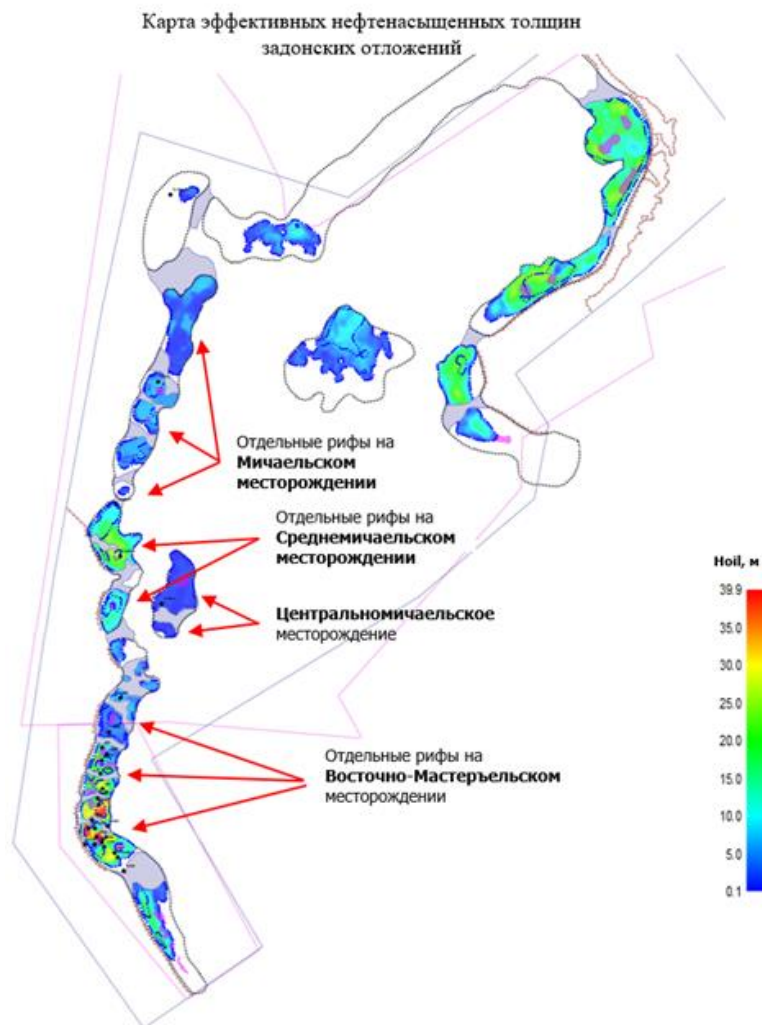 Карта эффективных нефтенасыщенных толщин
задонских отложений
Отдельные рифы на
Мичаельском
месторождении
Отдельные рифы на
Среднемичаельском
месторождении
Центральномичаельское
месторождение
Отдельные рифы на
Восточно-Мастеръельском
месторождении
Hoil, м
39.9
35.0
30.0
25.0
20.0
15.0
10.0
5.0
0.1